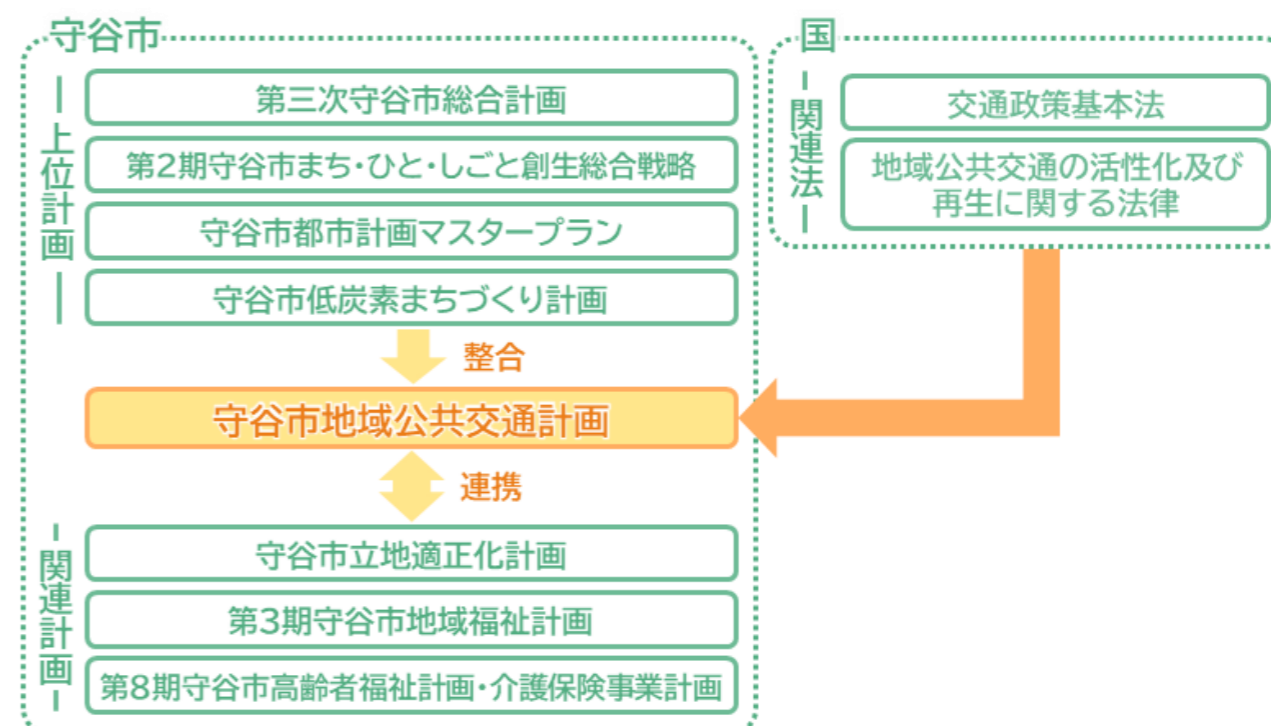 守谷市
上位計画
第三次守谷市総合計画
第2期守谷市まち・ひと・しごと創生総合戦略
守谷市都市計画マスタープラン
守谷市低炭素まちづくり計画
整合
守谷市地域公共交通計画
連携
関連計画
守谷市立地適正化計画
第3期守谷市地域福祉計画
第8期守谷市高齢者福祉計画・介護保険事業計画
国
関連法
交通政策基本法
地域公共交通の活性化及び
再生に関する法律